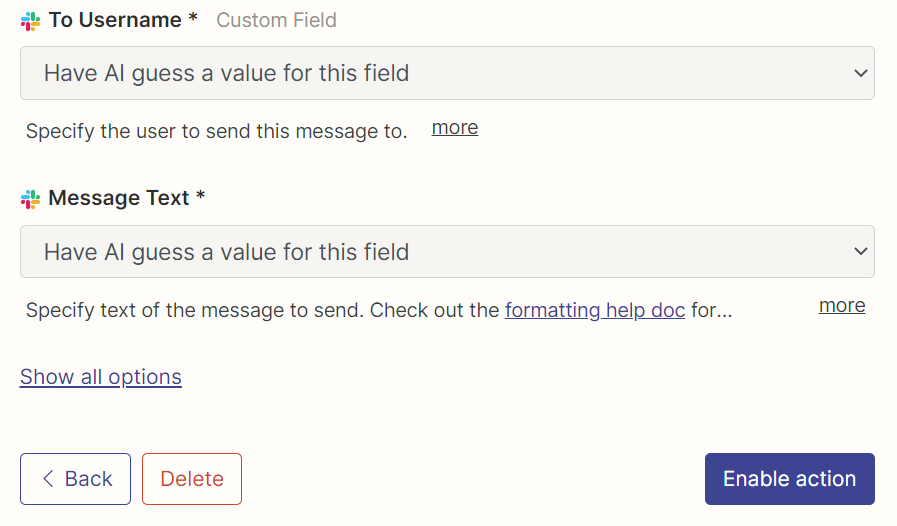 To Username * Custom Field
Have AI guess a value for this field
Specify the user to send this message to. more
Message Text *
Have AI guess a value for this field
Specify text of the message to send. Check out the formatting help doc for... more
Show all options
Back Delete Enable action